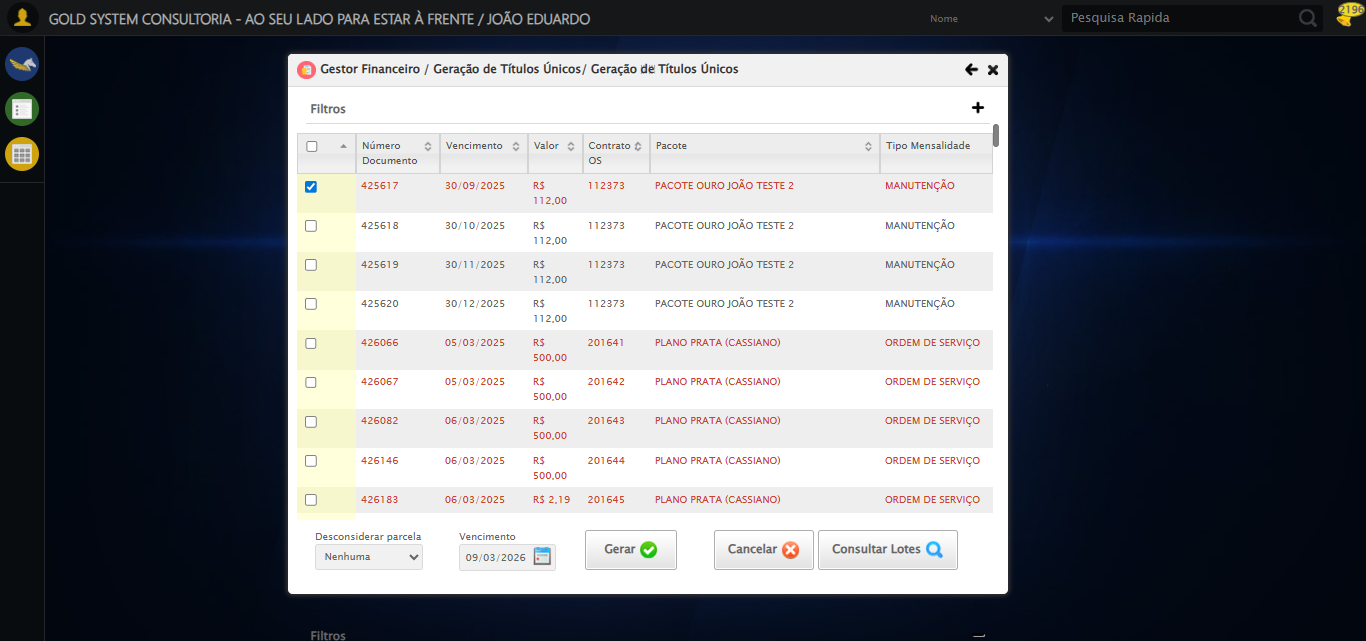 GOLD SYSTEM CONSULTORIA - AO SEU LADO PARA ESTAR À FRENTE / JOÃO EDUARDO
Nome
Pesquisa Rapida
2196
Gestor Financeiro / Geração de Títulos Únicos/ Geração de Títulos Únicos
Filtros
Número Documento Vencimento Valor Contrato OS Pacote Tipo Mensalidade
425617 30/09/2025 R$ 112,00 112373 PACOTE OURO JOÃO TESTE 2 MANUTENÇÃO
425618 30/10/2025 R$ 112,00 112373 PACOTE OURO JOÃO TESTE 2 MANUTENÇÃO
425619 30/11/2025 R$ 112,00 112373 PACOTE OURO JOÃO TESTE 2 MANUTENÇÃO
425620 30/12/2025 R$ 112,00 112373 PACOTE OURO JOÃO TESTE 2 MANUTENÇÃO
426066 05/03/2025 R$ 500,00 201641 PLANO PRATA (CASSIANO) ORDEM DE SERVIÇO
426067 05/03/2025 R$ 500,00 201642 PLANO PRATA (CASSIANO) ORDEM DE SERVIÇO
426082 06/03/2025 R$ 500,00 201643 PLANO PRATA (CASSIANO) ORDEM DE SERVIÇO
426146 06/03/2025 R$ 500,00 201644 PLANO PRATA (CASSIANO) ORDEM DE SERVIÇO
426183 06/03/2025 R$ 2,19 201645 PLANO PRATA (CASSIANO) ORDEM DE SERVIÇO
Desconsiderar parcela Vencimento
Nenhuma 09/03/2026 Gerar Cancelar Consultar Lotes
Filtros